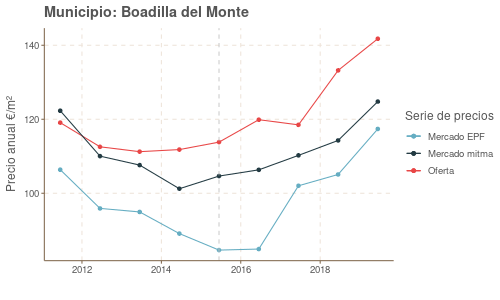 Municipio: Boadilla del Monte
Precio anual €/m²
140
120
100
2012
2014
2016
2018
Serie de precios
Mercado EPF
Mercado mitma
Oferta